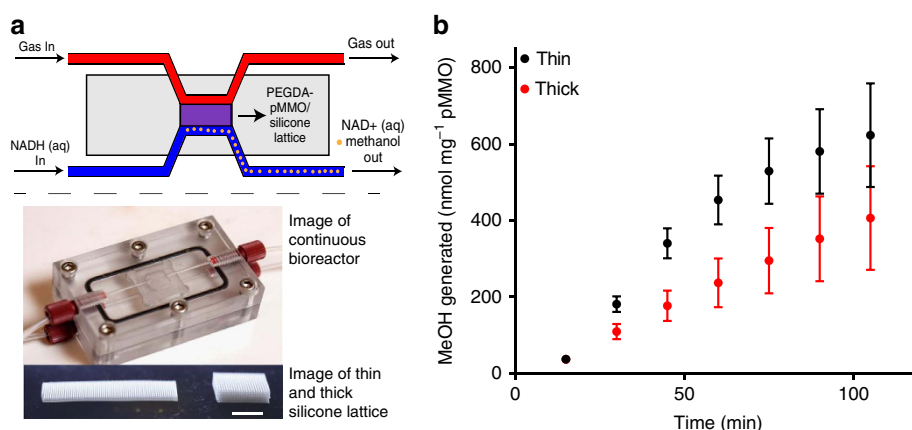 a
Gas In
Gas out
PEGDA-
pMMO/
silicone
lattice
NADH (aq)
In
NAD+ (aq)
methanol
out
Image of
continuous
bioreactor
Image of thin
and thick
silicone lattice
b
MeOH generated (nmol mg⁻¹ pMMO)
800
600
400
200
0
Thin
Thick
0
50
100
Time (min)